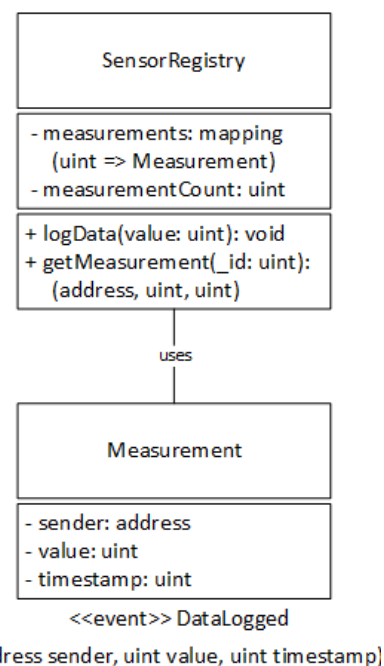 SensorRegistry
- measurements: mapping
(uint => Measurement)
- measurementCount: uint
+ logData(value: uint): void
+ getMeasurement(_id: uint):
(address, uint, uint)
uses
Measurement
- sender: address
- value: uint
- timestamp: uint
<<event>> DataLogged
sender, uint value, uint timestamp)